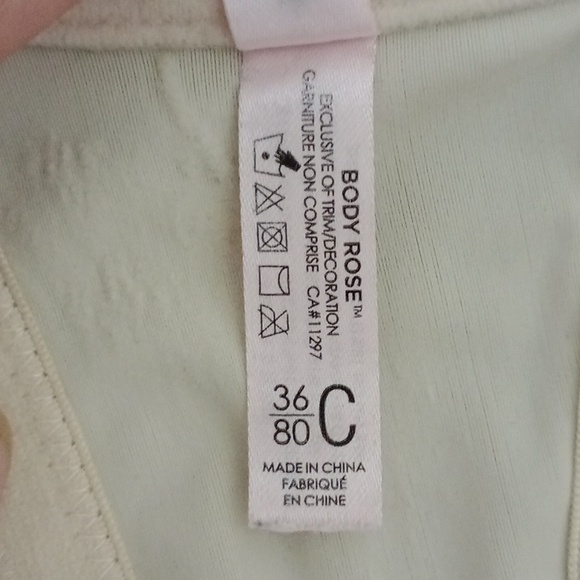 BODY ROSE™
EXCLUSIVE OF TRIM/DECORATION
GARNITURE NON COMPRISE CA#11297
36
80
C
MADE IN CHINA
FABRIQUÉ
EN CHINE